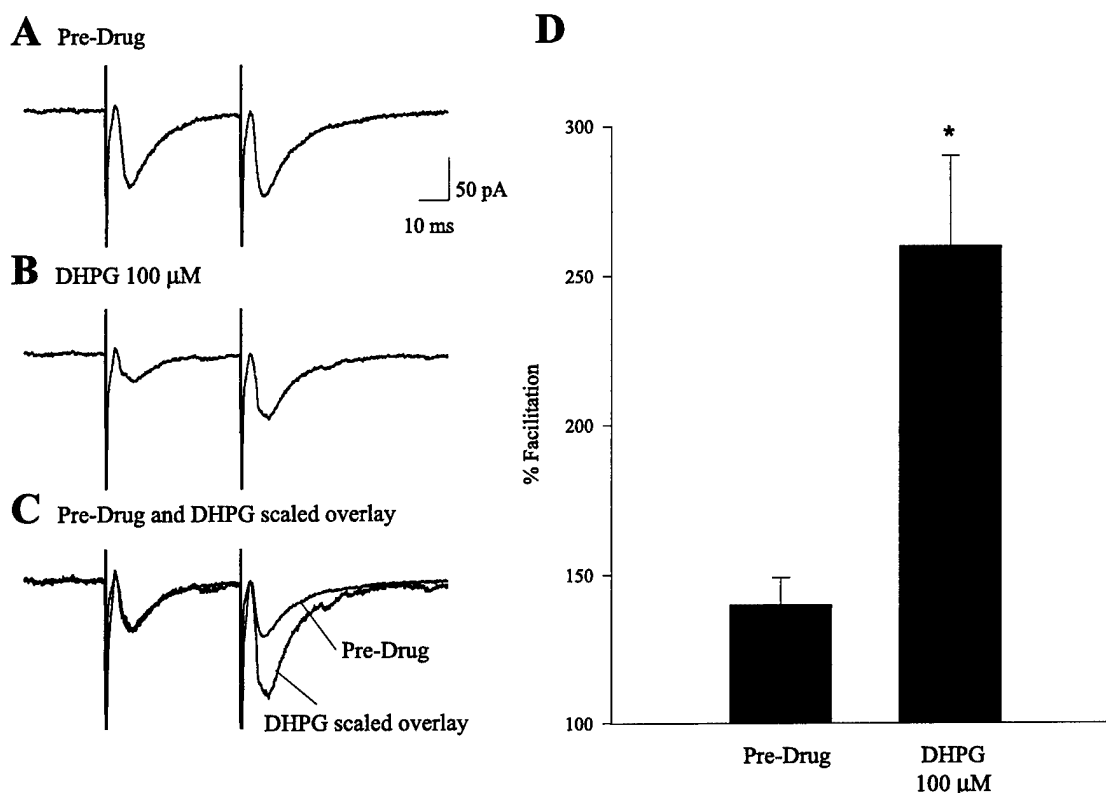 A Pre-Drug
50 pA
10 ms
B DHPG 100 μM
C Pre-Drug and DHPG scaled overlay
Pre-Drug
DHPG scaled overlay
D
% Facilitation
300
250
200
150
100
*
Pre-Drug
DHPG
100 μM